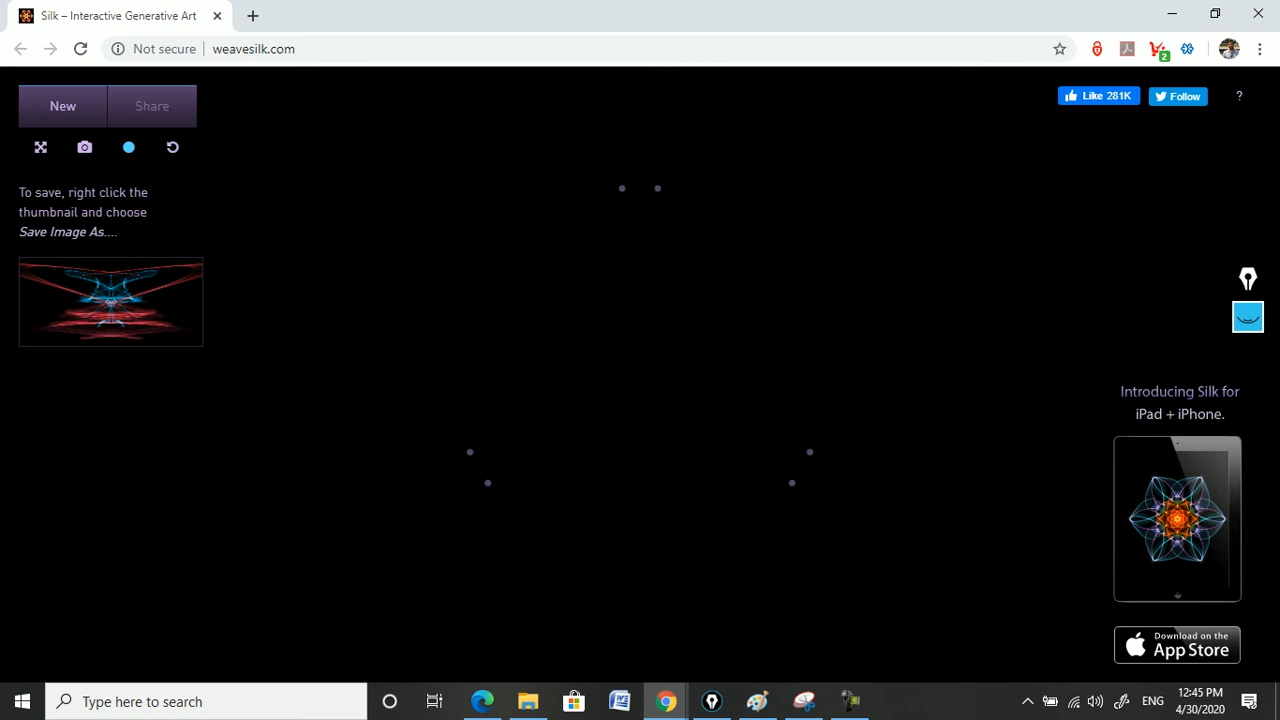 Silk – Interactive Generative Art
Not secure
weavesilk.com
2
New
Share
Like 281K
Follow
?
To save, right click the
thumbnail and choose
Save Image As....
Introducing Silk for
iPad + iPhone.
Download on the
App Store
Type here to search
ENG
12:45 PM
4/30/2020